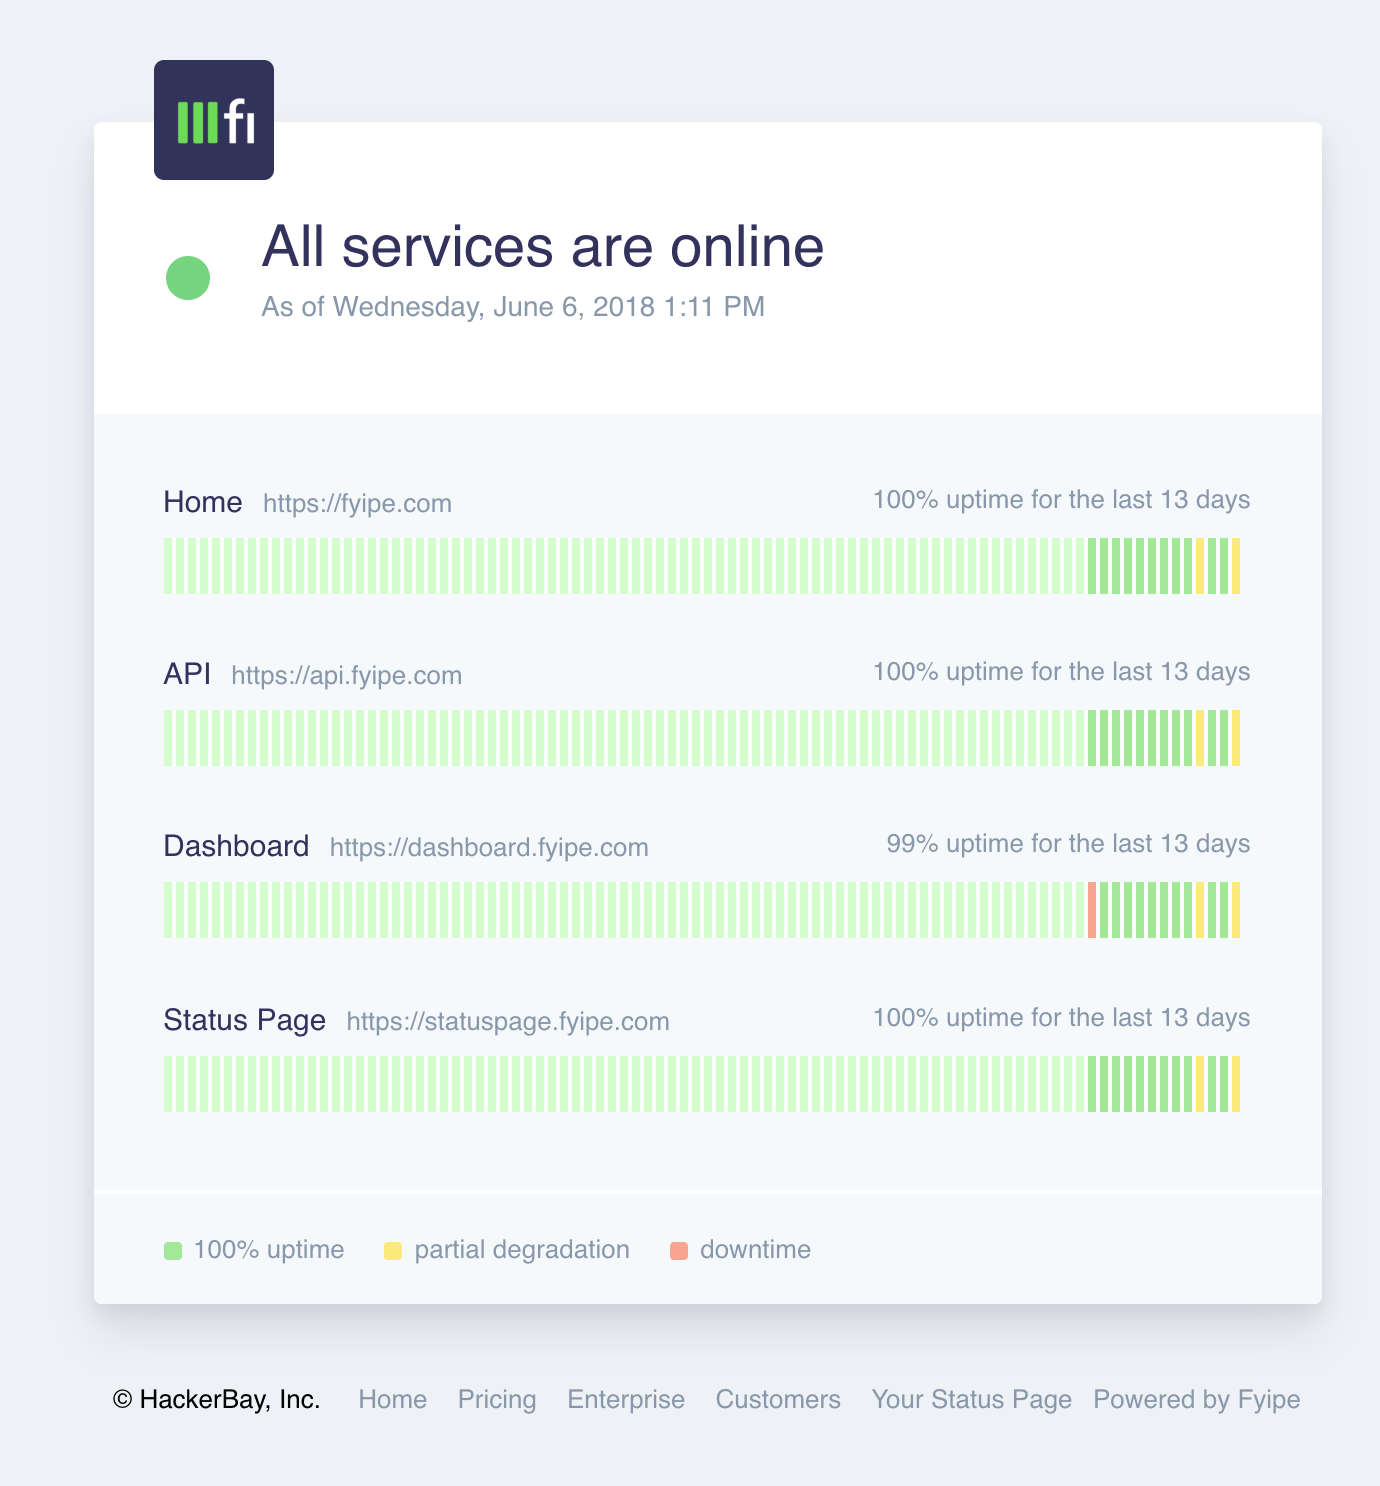 fi
All services are online
As of Wednesday, June 6, 2018 1:11 PM
Home https://fyipe.com 100% uptime for the last 13 days
API https://api.fyipe.com 100% uptime for the last 13 days
Dashboard https://dashboard.fyipe.com 99% uptime for the last 13 days
Status Page https://statuspage.fyipe.com 100% uptime for the last 13 days
100% uptime partial degradation downtime
© HackerBay, Inc. Home Pricing Enterprise Customers Your Status Page Powered by Fyipe